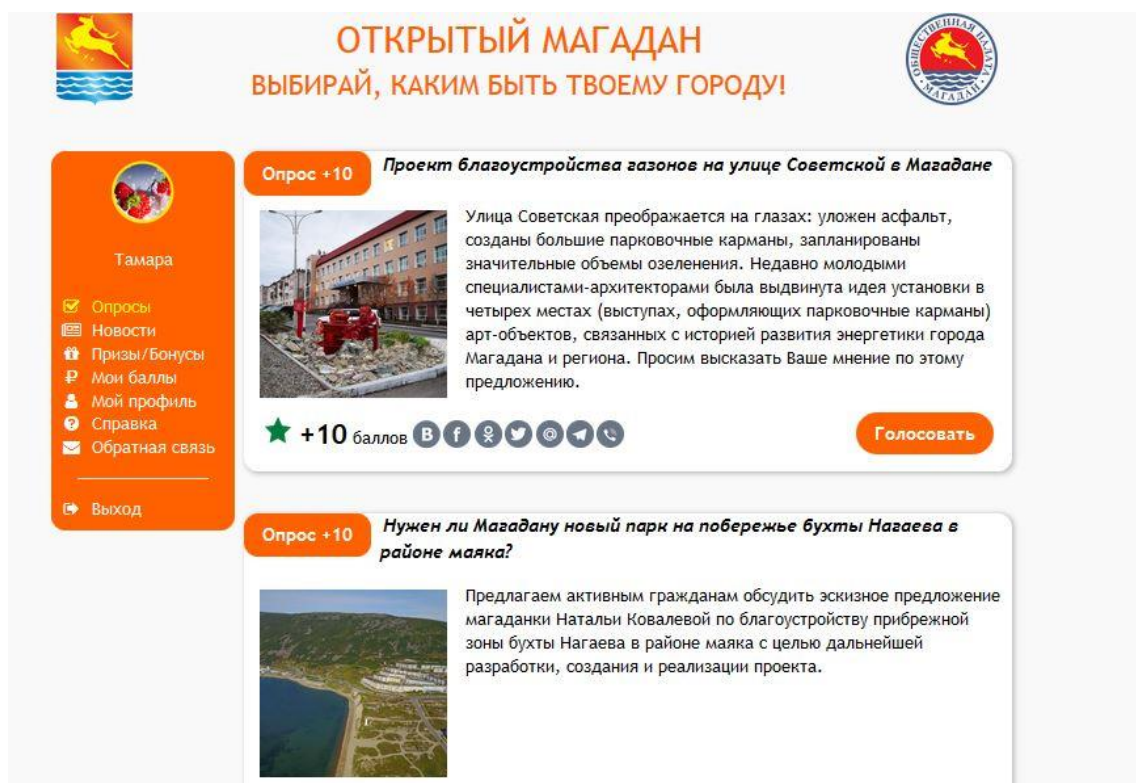 ОТКРЫТЫЙ МАГАДАН
ВЫБИРАЙ, КАКИМ БЫТЬ ТВОЕМУ ГОРОДУ!
ОБЩЕСТВЕННАЯ ПАЛАТА
МАГАДАН
Тамара
Опросы
Новости
Призы/Бонусы
Мои баллы
Мой профиль
Справка
Обратная связь
Выход
Опрос +10
Проект благоустройства газонов на улице Советской в Магадане
Улица Советская преображается на глазах: уложен асфальт,
созданы большие парковочные карманы, запланированы
значительные объемы озеленения. Недавно молодыми
специалистами-архитекторами была выдвинута идея установки в
четырех местах (выступах, оформляющих парковочные карманы)
арт-объектов, связанных с историей развития энергетики города
Магадана и региона. Просим высказать Ваше мнение по этому
предложению.
+10 баллов
Голосовать
Опрос +10
Нужен ли Магадану новый парк на побережье бухты Нагаева в
районе маяка?
Предлагаем активным гражданам обсудить эскизное предложение
магаданки Натальи Ковалевой по благоустройству прибрежной
зоны бухты Нагаева в районе маяка с целью дальнейшей
разработки, создания и реализации проекта.